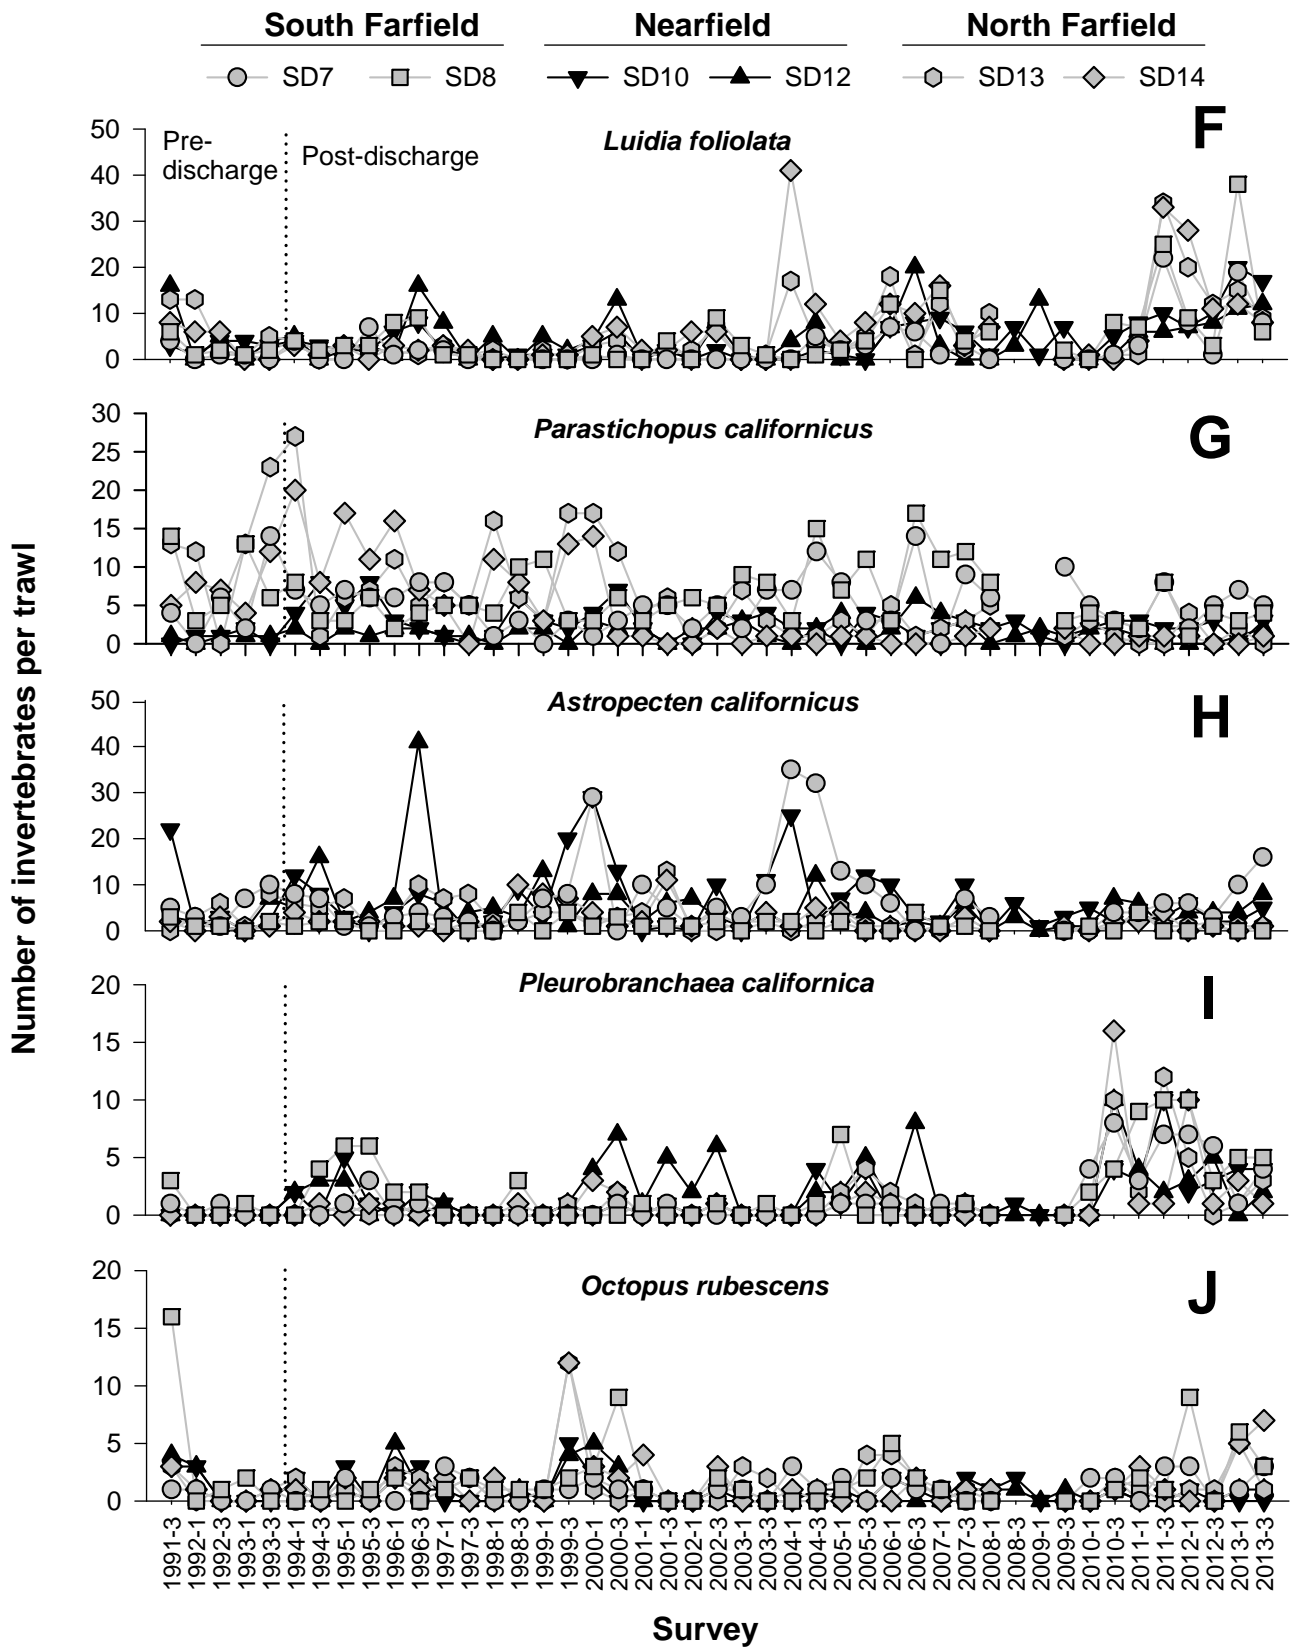 South Farfield Nearfield North Farfield
SD7 SD8 SD10 SD12 SD13 SD14
Number of invertebrates per trawl
50 Pre-discharge Post-discharge Luidia foliolata F
40
30
20
10
0
30 Parastichopus californicus G
25
20
15
10
5
0
50 Astropecten californicus H
40
30
20
10
0
20 Pleurobranchaea californica I
15
10
5
0
20 Octopus rubescens J
15
10
5
0
1991-3 1992-1 1992-3 1993-1 1993-3 1994-1 1994-3 1995-1 1995-3 1996-1 1996-3 1997-1 1997-3 1998-1 1998-3 1999-1 1999-3 2000-1 2000-3 2001-1 2001-3 2002-1 2002-3 2003-1 2003-3 2004-1 2004-3 2005-1 2005-3 2006-1 2006-3 2007-1 2007-3 2008-1 2008-3 2009-1 2009-3 2010-1 2010-3 2011-1 2011-3 2012-1 2012-3 2013-1 2013-3
Survey